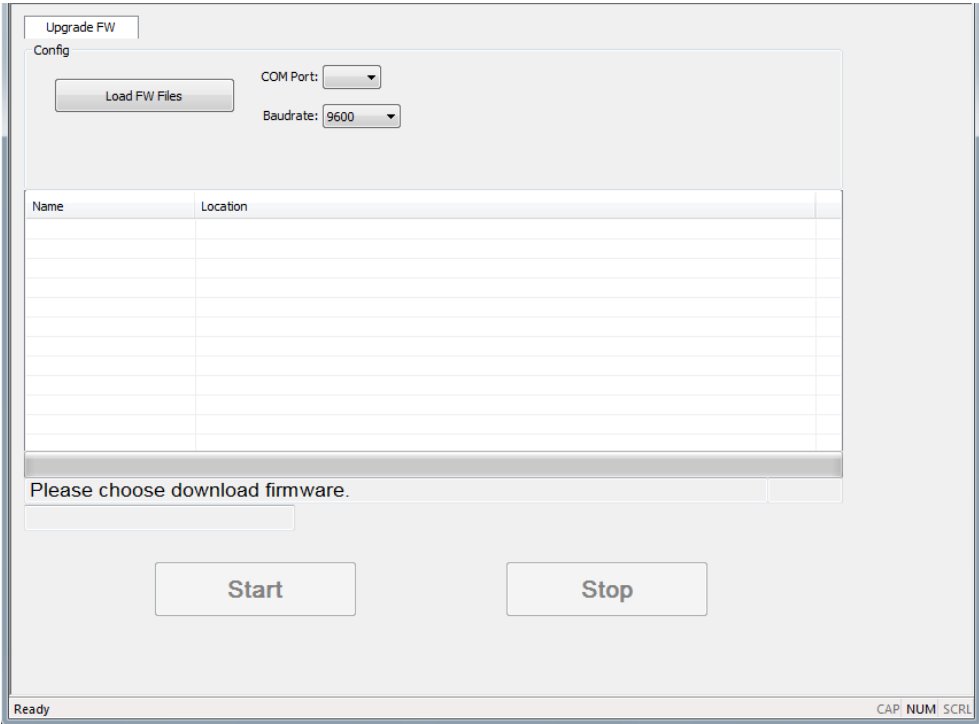 Upgrade FW
Config
Load FW Files
COM Port:
Baudrate: 9600
Name Location
Please choose download firmware.
Start Stop
Ready CAP NUM SCRL